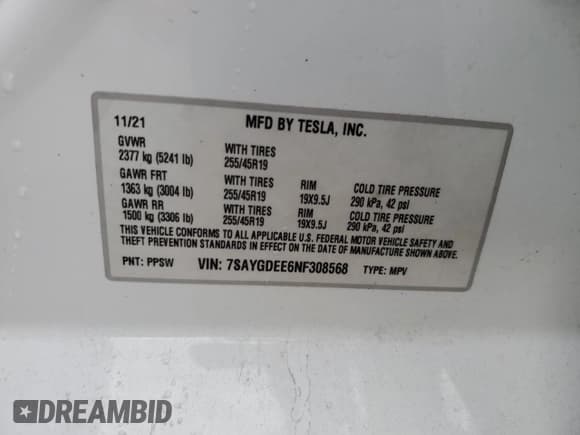 11/21 MFD BY TESLA, INC.
GVWR
2377 kg (5241 lb) WITH TIRES 255/45R19
GAWR FRT
1363 kg (3004 lb) WITH TIRES 255/45R19 RIM 19X9.5J COLD TIRE PRESSURE 290 kPa, 42 psi
GAWR RR
1500 kg (3306 lb) WITH TIRES 255/45R19 RIM 19X9.5J COLD TIRE PRESSURE 290 kPa, 42 psi
THIS VEHICLE CONFORMS TO ALL APPLICABLE U.S. FEDERAL MOTOR VEHICLE SAFETY AND
THEFT PREVENTION STANDARDS IN EFFECT ON THE DATE OF MANUFACTURE SHOWN ABOVE.
PNT: PPSW VIN: 7SAYGDEE6NF308568 TYPE: MPV
DREAMBID